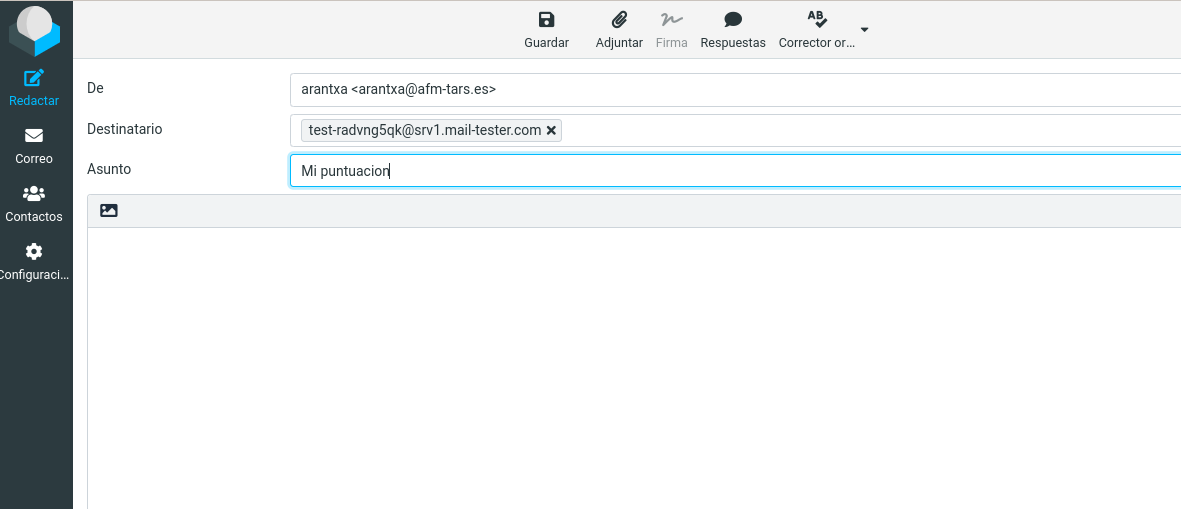 Guardar
Adjuntar
Firma
Respuestas
Corrector or...
Redactar
Correo
Contactos
Configuraci...
De
arantxa <arantxa@afm-tars.es>
Destinatario
test-radvng5qk@srv1.mail-tester.com
Asunto
Mi puntuacion